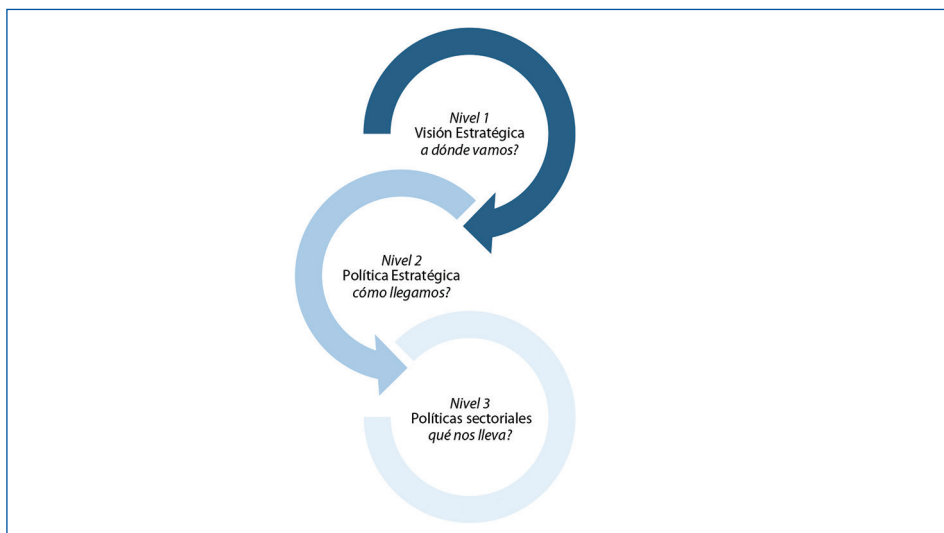 Nivel 1
Visión Estratégica
a dónde vamos?
Nivel 2
Política Estratégica
cómo llegamos?
Nivel 3
Políticas sectoriales
qué nos lleva?